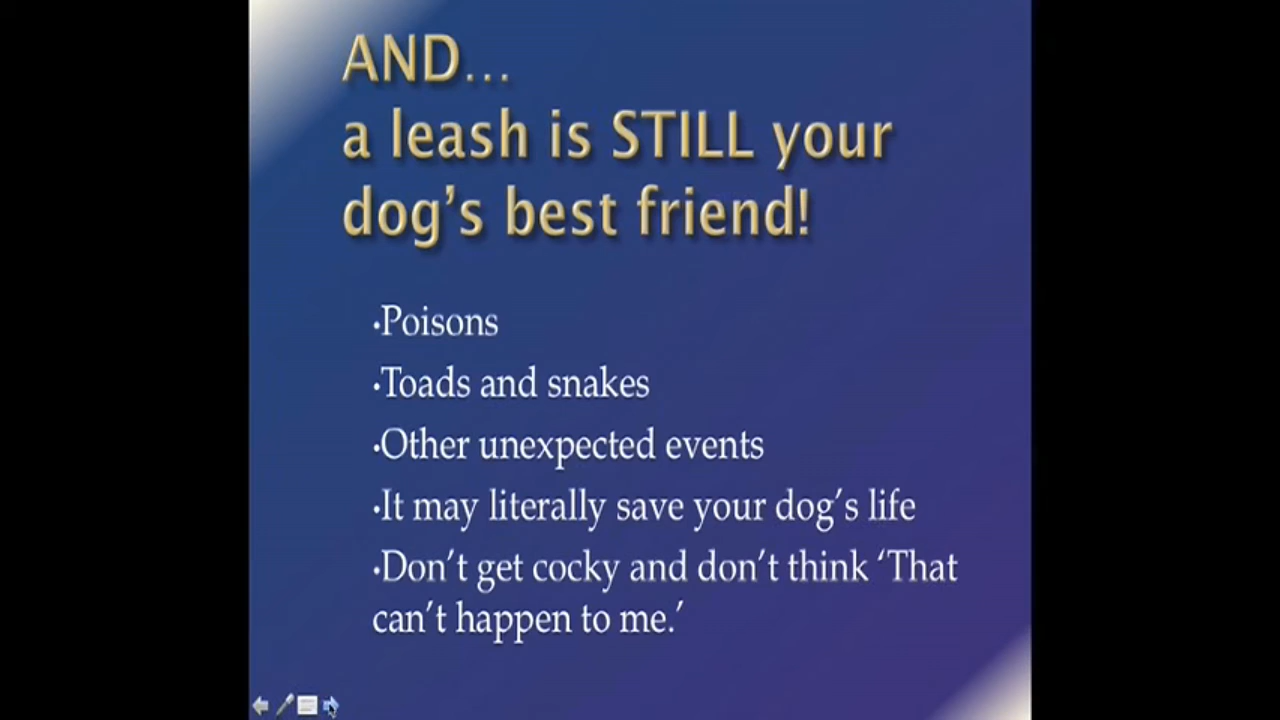 AND...
a leash is STILL your
dog’s best friend!
•Poisons
•Toads and snakes
•Other unexpected events
•It may literally save your dog’s life
•Don’t get cocky and don’t think ‘That
can’t happen to me.’